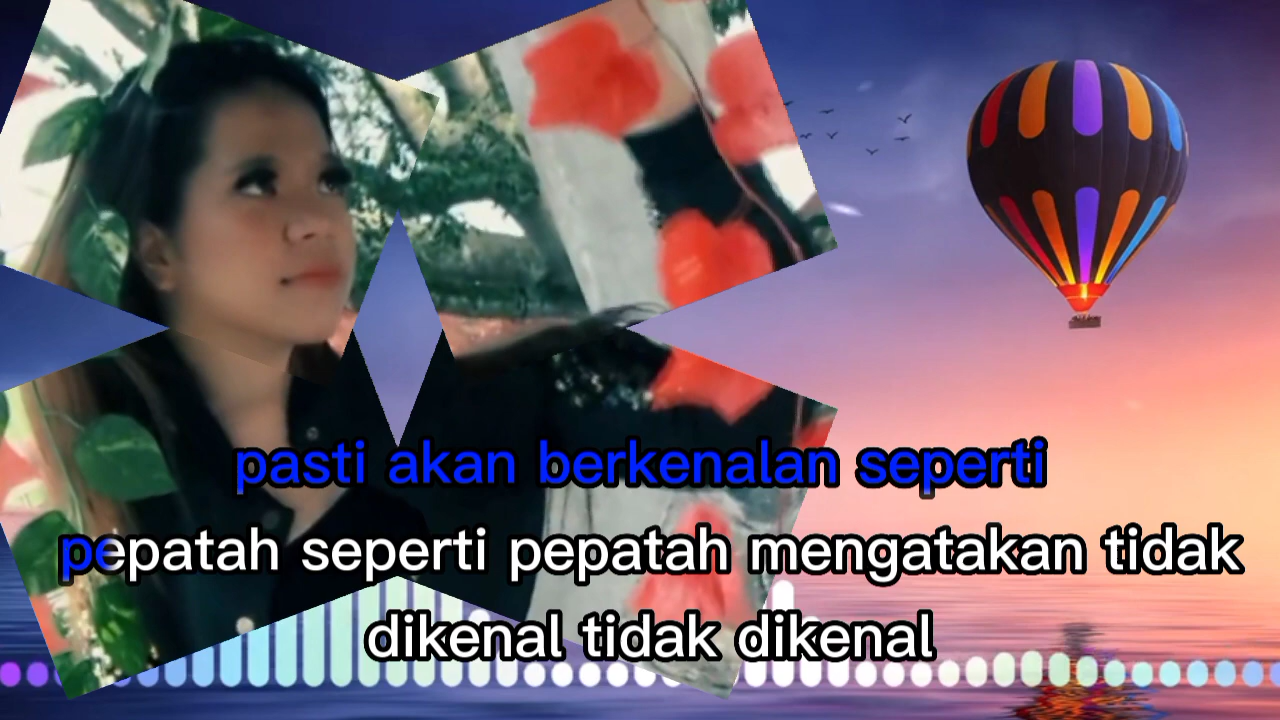 pasti akan berkenalan seperti
pepatah seperti pepatah mengatakan tidak
dikenal tidak dikenal